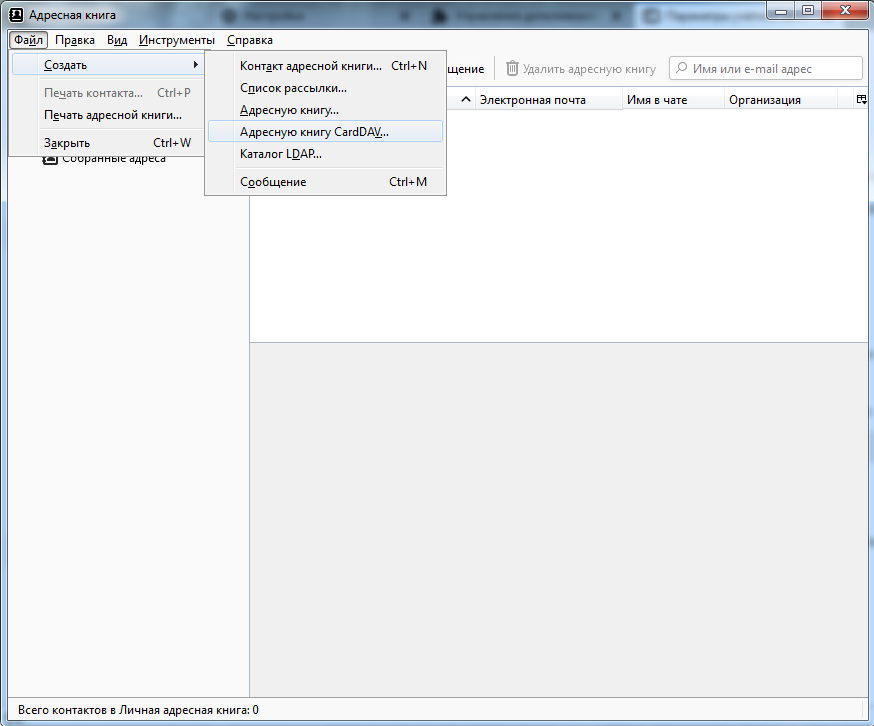 Адресная книга
Файл Правка Вид Инструменты Справка
Создать
Печать контакта... Ctrl+P
Печать адресной книги...
Закрыть Ctrl+W
Контакт адресной книги... Ctrl+N
Список рассылки...
Адресную книгу...
Адресную книгу CardDAV...
Каталог LDAP...
Сообщение Ctrl+M
щение Удалить адресную книгу Имя или e-mail адрес
Электронная почта Имя в чате Организация
Собранные адреса
Всего контактов в Личная адресная книга: 0